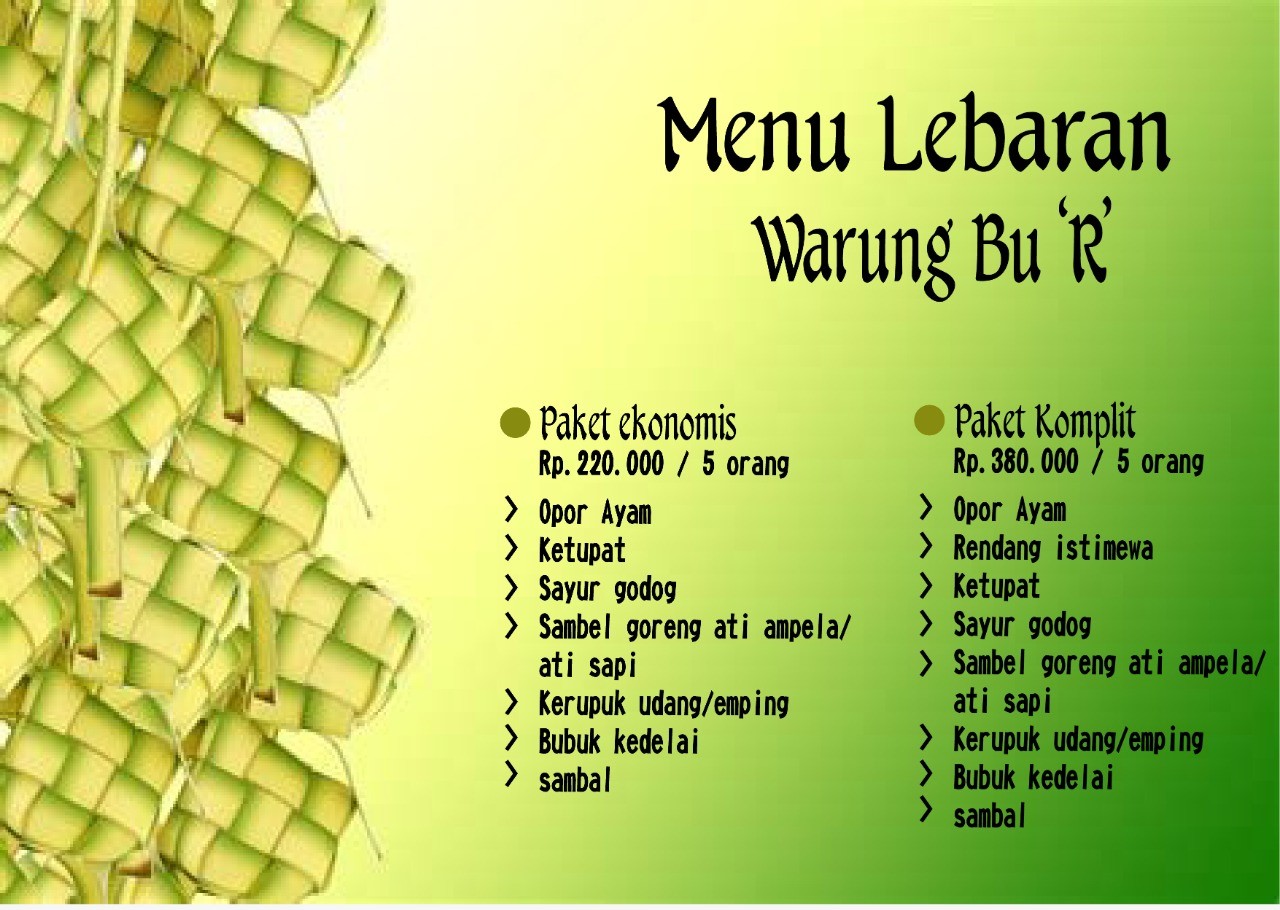 Menu Lebaran
Warung Bu ‘R’
Paket ekonomis
Rp.220.000 / 5 orang
Opor Ayam
Ketupat
Sayur godog
Sambel goreng ati ampela/
ati sapi
Kerupuk udang/emping
Bubuk kedelai
sambal
Paket Komplit
Rp.380.000 / 5 orang
Opor Ayam
Rendang istimewa
Ketupat
Sayur godog
Sambel goreng ati ampela/
ati sapi
Kerupuk udang/emping
Bubuk kedelai
sambal